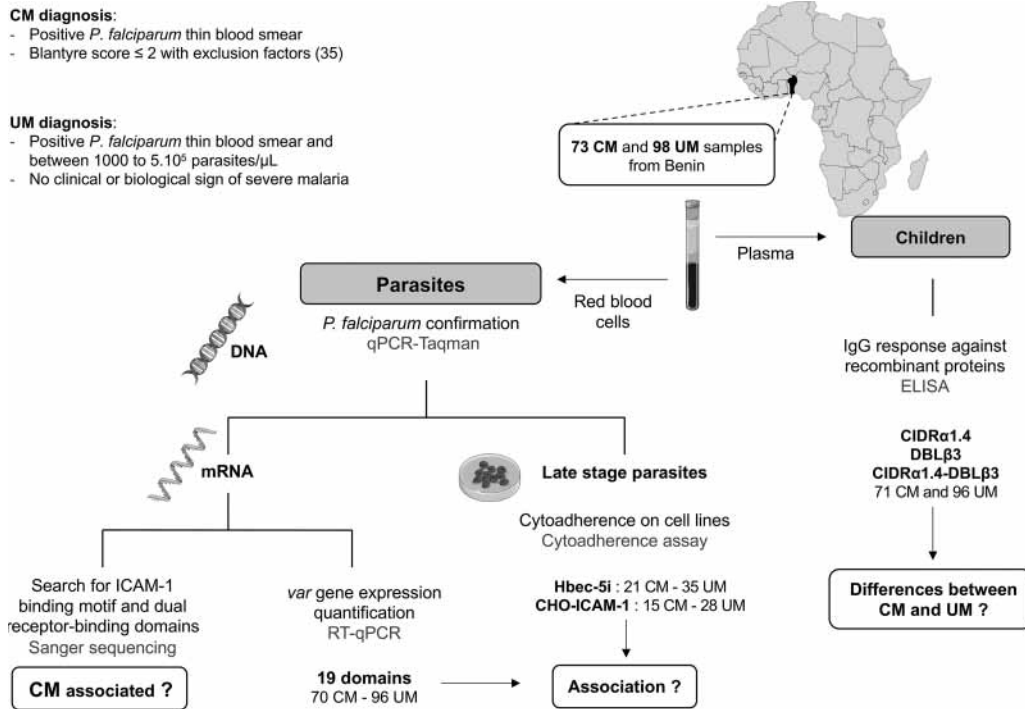 CM diagnosis:
- Positive P. falciparum thin blood smear
- Blantyre score ≤ 2 with exclusion factors (35)
UM diagnosis:
- Positive P. falciparum thin blood smear and
between 1000 to 5.10⁵ parasites/µL
- No clinical or biological sign of severe malaria
73 CM and 98 UM samples
from Benin
Plasma
Children
Red blood
cells
Parasites
P. falciparum confirmation
qPCR-Taqman
DNA
IgG response against
recombinant proteins
ELISA
CIDRα1.4
DBLβ3
CIDRα1.4-DBLβ3
71 CM and 96 UM
Differences between
CM and UM ?
mRNA
Late stage parasites
Cytoadherence on cell lines
Cytoadherence assay
Hbec-5i : 21 CM - 35 UM
CHO-ICAM-1 : 15 CM - 28 UM
Search for ICAM-1
binding motif and dual
receptor-binding domains
Sanger sequencing
CM associated ?
var gene expression
quantification
RT-qPCR
19 domains
70 CM - 96 UM
Association ?